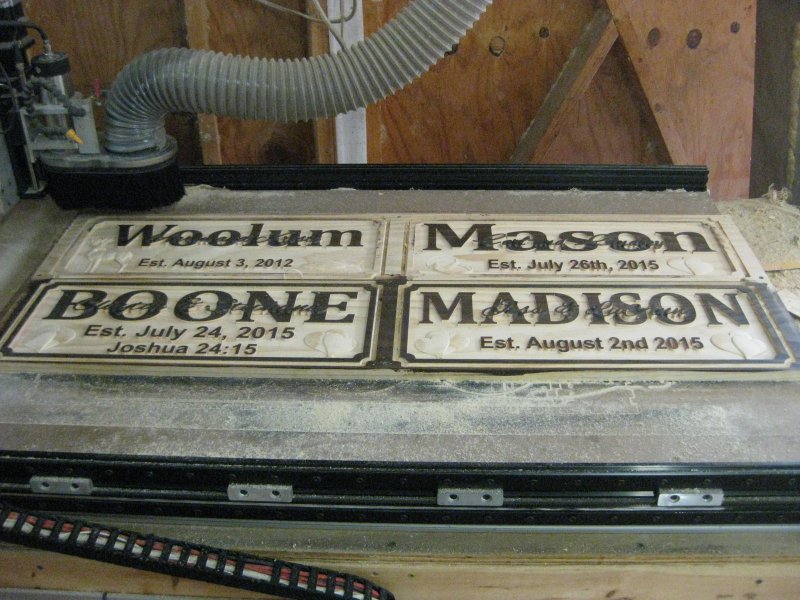 Woolum
Est. August 3, 2012
Mason
Est. July 26th, 2015
BOONE
Est. July 24, 2015
Joshua 24:15
MADISON
Est. August 2nd 2015